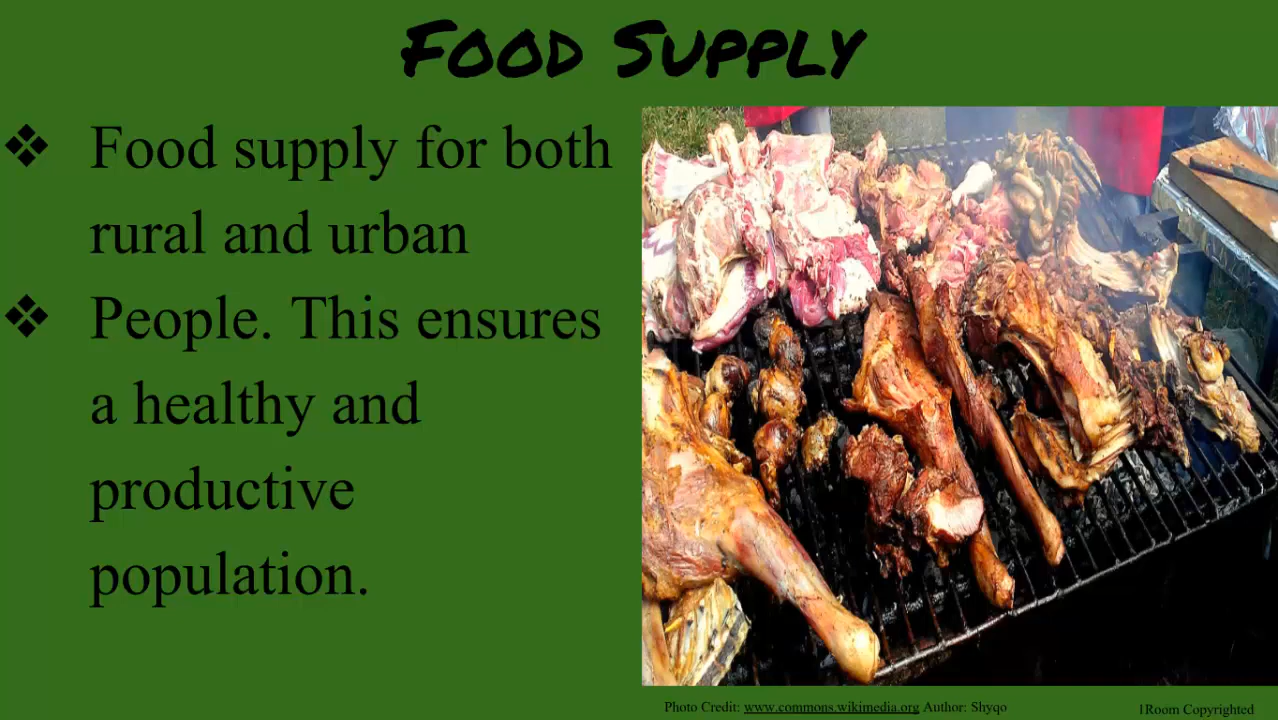 Food Supply
❖ Food supply for both
rural and urban
❖ People. This ensures
a healthy and
productive
population.
Photo Credit: www.commons.wikimedia.org Author: Shyqo
1Room Copyrighted